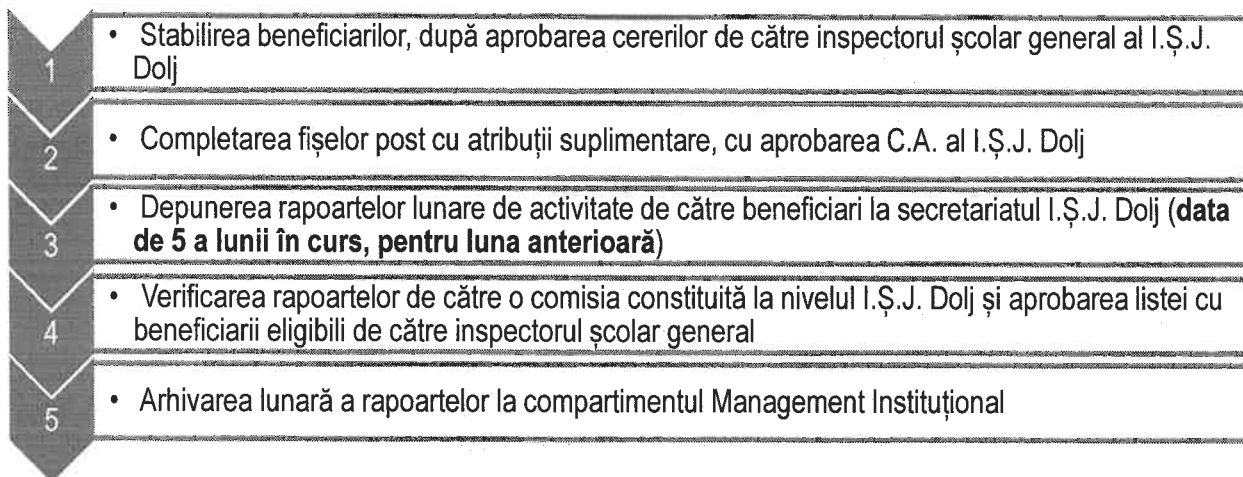 1
• Stabilirea beneficiarilor, după aprobarea cererilor de către inspectorul școlar general al I.Ș.J.
Dolj
2
• Completarea fișelor post cu atribuții suplimentare, cu aprobarea C.A. al I.Ș.J. Dolj
3
• Depunerea rapoartelor lunare de activitate de către beneficiari la secretariatul I.Ș.J. Dolj (data
de 5 a lunii în curs, pentru luna anterioară)
4
• Verificarea rapoartelor de către o comisia constituită la nivelul I.Ș.J. Dolj și aprobarea listei cu
beneficiarii eligibili de către inspectorul școlar general
5
• Arhivarea lunară a rapoartelor la compartimentul Management Instituțional